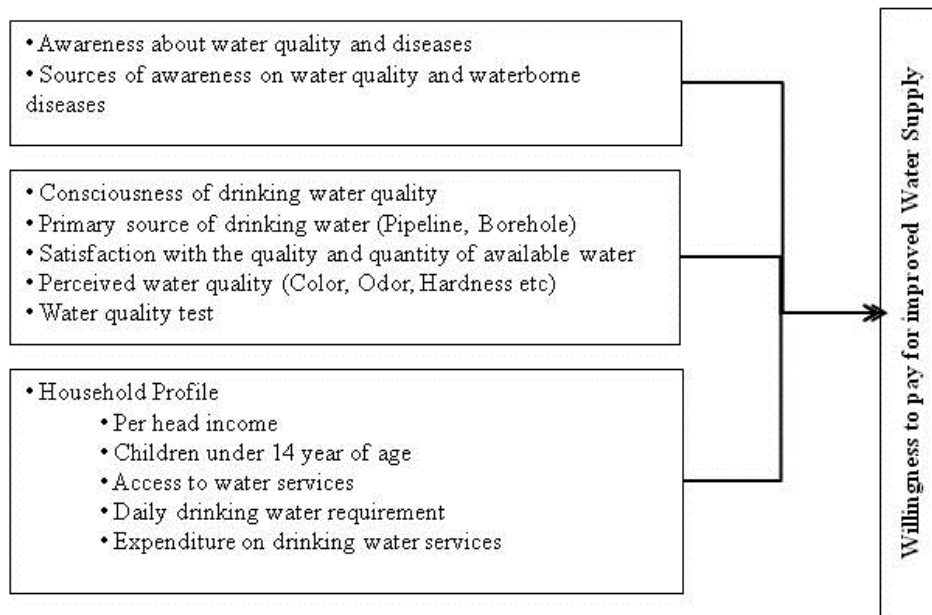 • Awareness about water quality and diseases
• Sources of awareness on water quality and waterborne
diseases
• Consciousness of drinking water quality
• Primary source of drinking water (Pipeline, Borehole)
• Satisfaction with the quality and quantity of available water
• Perceived water quality (Color, Odor, Hardness etc)
• Water quality test
• Household Profile
• Per head income
• Children under 14 year of age
• Access to water services
• Daily drinking water requirement
• Expenditure on drinking water services
Willingness to pay for improved Water Supply